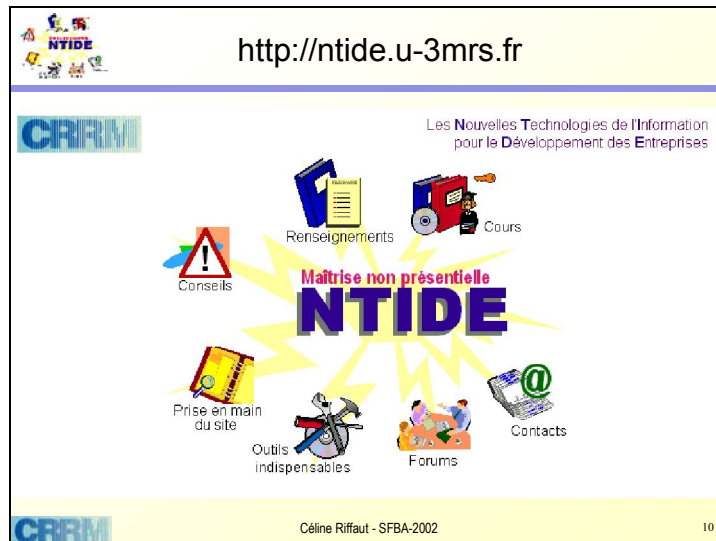 NTIDE
http://ntide.u-3mrs.fr
CRRM
Les Nouvelles Technologies de l'Information
pour le Développement des Entreprises
Renseignements
Cours
Conseils
Maîtrise non présentielle
NTIDE
Prise en main
du site
Outils
indispensables
Forums
Contacts
CRRM
Céline Riffaut - SFBA-2002
10